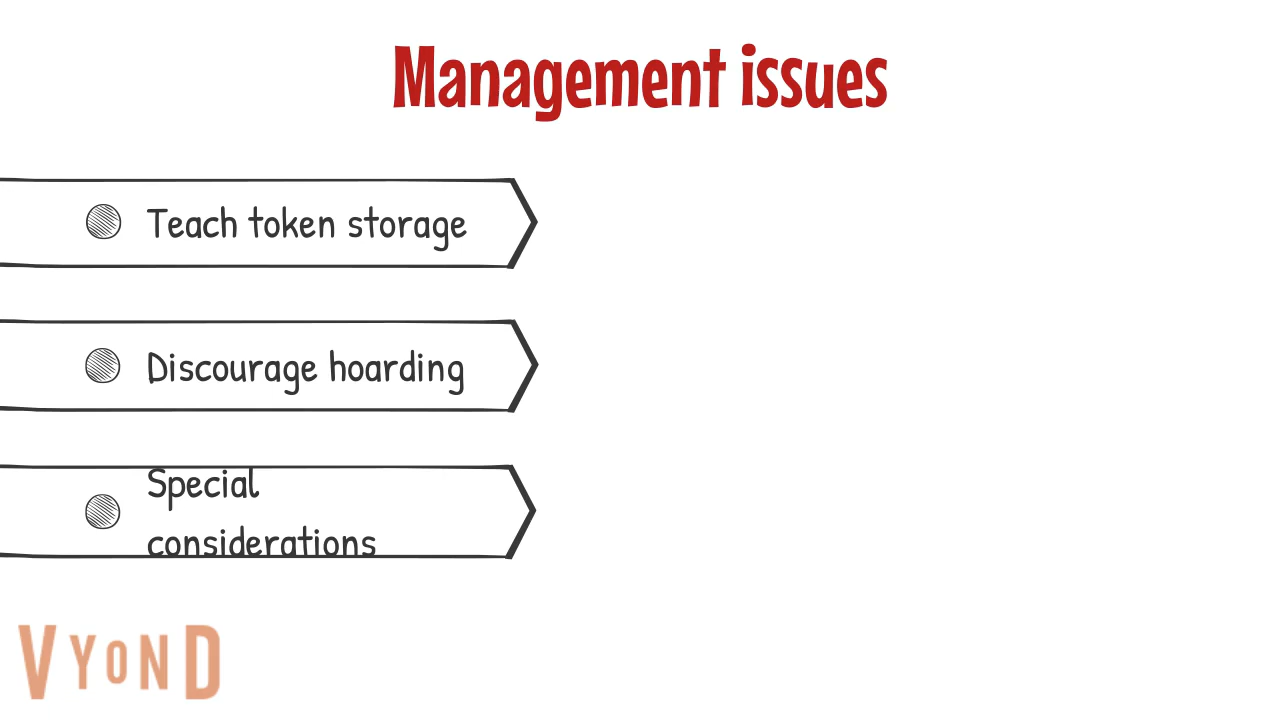 Management issues
Teach token storage
Discourage hoarding
Special
considerations
VYOND